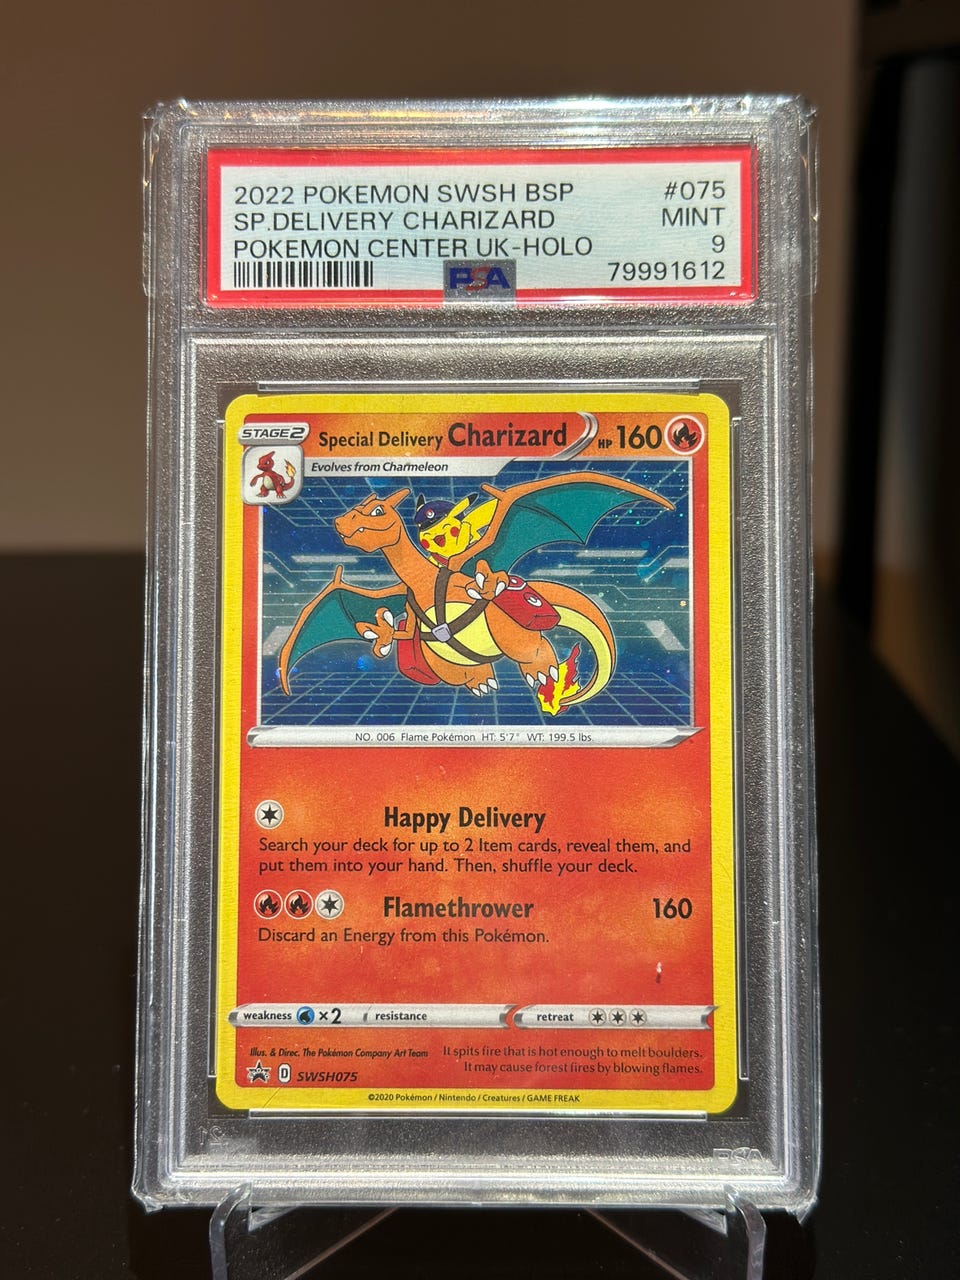 2022 POKEMON SWSH BSP #075
SP.DELIVERY CHARIZARD MINT
POKEMON CENTER UK-HOLO 9
PSA 79991612
STAGE 2 Special Delivery Charizard HP 160
Evolves from Charmeleon
NO. 006 Flame Pokémon HT: 5'7" WT: 199.5 lbs.
Happy Delivery
Search your deck for up to 2 Item cards, reveal them, and
put them into your hand. Then, shuffle your deck.
Flamethrower 160
Discard an Energy from this Pokémon.
weakness ×2 resistance retreat
Illus. & Direc. The Pokémon Company Art Team
It spits fire that is hot enough to melt boulders.
It may cause forest fires by blowing flames.
D SWSH075
©2020 Pokémon / Nintendo / Creatures / GAME FREAK
PSA